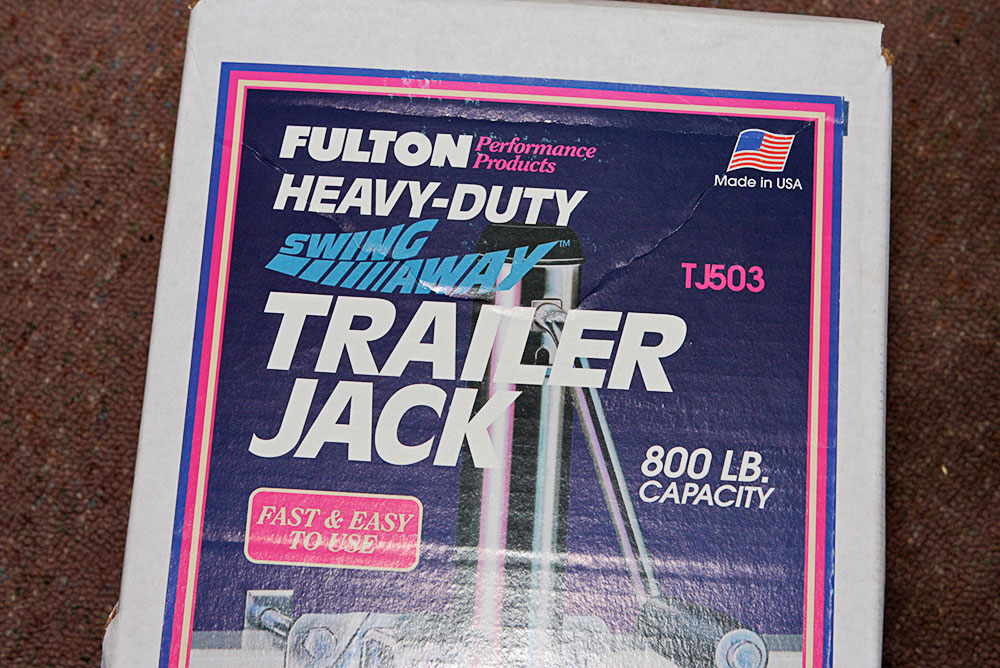 FULTON Performance Products
HEAVY-DUTY
SWING AWAY™
TRAILER
JACK
Made in USA
TJ503
800 LB.
CAPACITY
FAST & EASY
TO USE